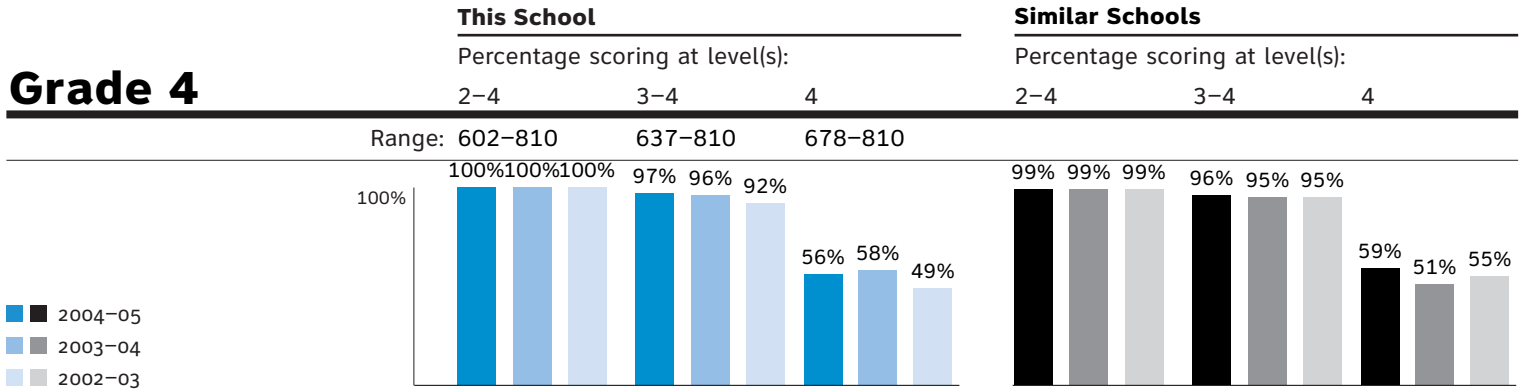 This School Similar Schools
Percentage scoring at level(s): Percentage scoring at level(s):
Grade 4 2–4 3–4 4 2–4 3–4 4
Range: 602–810 637–810 678–810
100% 100% 100% 97% 96% 92% 56% 58% 49% 99% 99% 99% 96% 95% 95% 59% 51% 55%
100%
2004–05
2003–04
2002–03